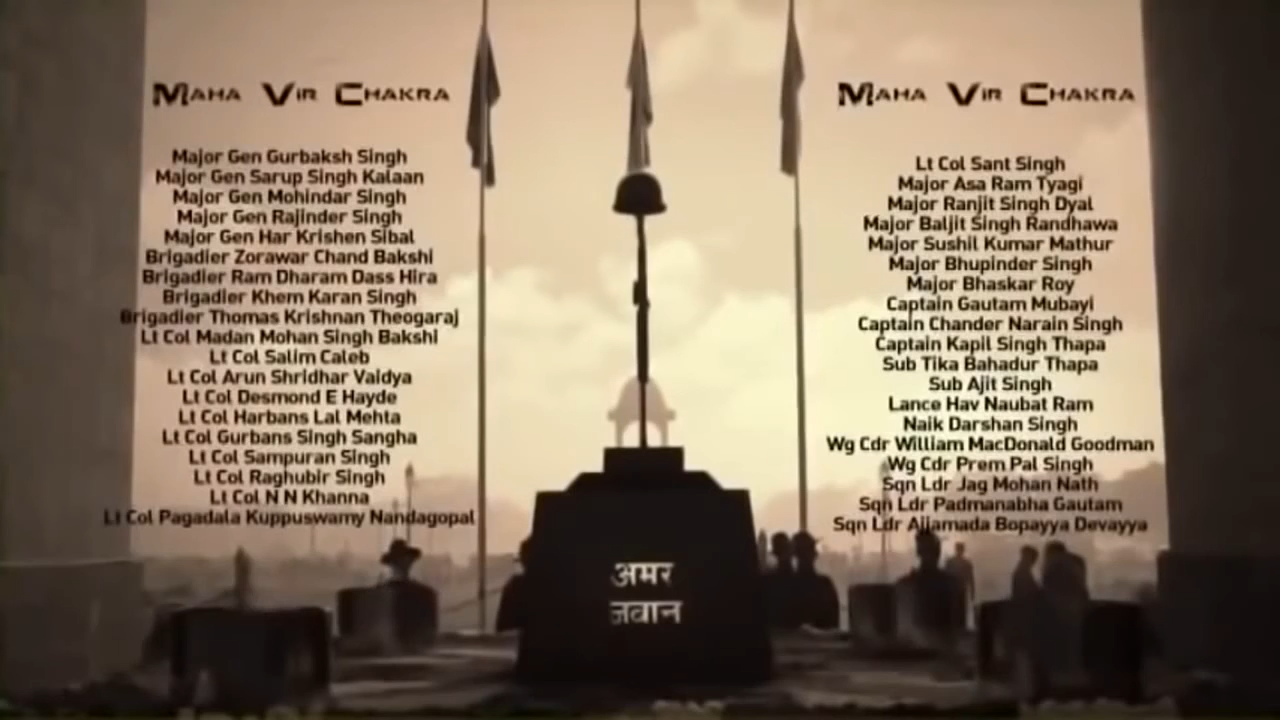 Maha Vir Chakra
Major Gen Gurbaksh Singh
Major Gen Sarup Singh Kalaan
Major Gen Mohindar Singh
Major Gen Rajinder Singh
Major Gen Har Krishen Sibal
Brigadier Zorawar Chand Bakshi
Brigadier Ram Dharam Dass Hira
Brigadier Khem Karan Singh
Brigadier Thomas Krishnan Theogaraj
Lt Col Madan Mohan Singh Bakshi
Lt Col Salim Caleb
Lt Col Arun Shridhar Vaidya
Lt Col Desmond E Hayde
Lt Col Harbans Lal Mehta
Lt Col Gurbans Singh Sangha
Lt Col Sampuran Singh
Lt Col Raghubir Singh
Lt Col N N Khanna
Lt Col Pagadala Kuppuswamy Nandagopal
Maha Vir Chakra
Lt Col Sant Singh
Major Asa Ram Tyagi
Major Ranjit Singh Dyal
Major Baljit Singh Randhawa
Major Sushil Kumar Mathur
Major Bhupinder Singh
Major Bhaskar Roy
Captain Gautam Mubayi
Captain Chander Narain Singh
Captain Kapil Singh Thapa
Sub Tika Bahadur Thapa
Sub Ajit Singh
Lance Hav Naubat Ram
Naik Darshan Singh
Wg Cdr William MacDonald Goodman
Wg Cdr Prem Pal Singh
Sqn Ldr Jag Mohan Nath
Sqn Ldr Padmanabha Gautam
Sqn Ldr Ajjamada Bopayya Devayya
अमर
जवान